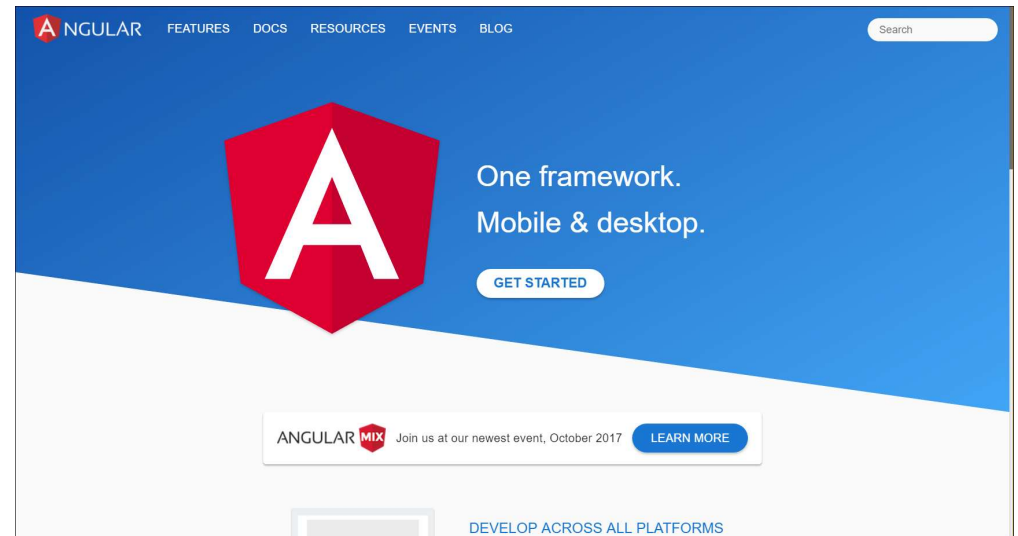 ANGULAR FEATURES DOCS RESOURCES EVENTS BLOG Search
A
One framework.
Mobile & desktop.
GET STARTED
ANGULAR MIX Join us at our newest event, October 2017 LEARN MORE
DEVELOP ACROSS ALL PLATFORMS